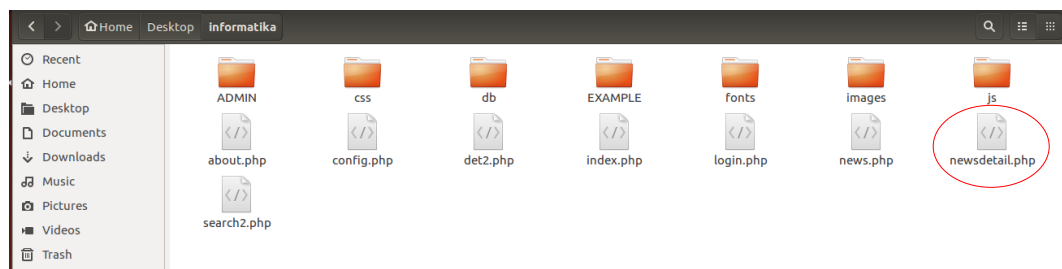 Home Desktop informatika
Recent
Home
Desktop
Documents
Downloads
Music
Pictures
Videos
Trash
ADMIN css db EXAMPLE fonts images js
about.php config.php det2.php index.php login.php news.php newsdetail.php
search2.php